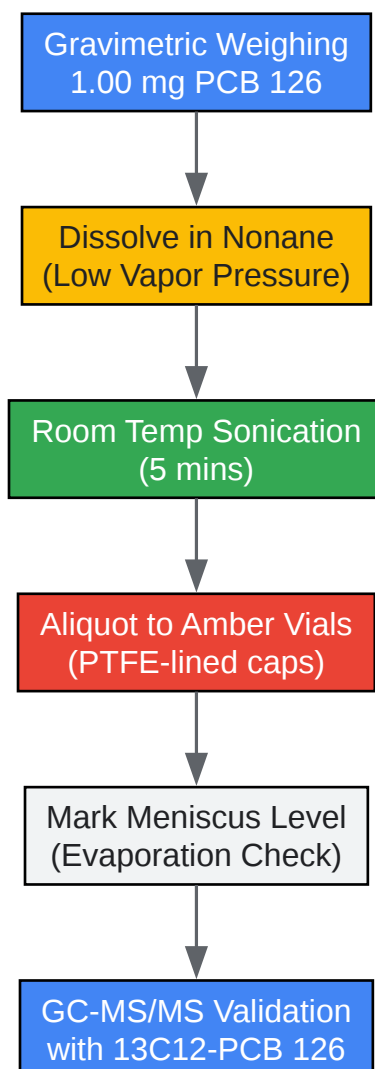 Gravimetric Weighing
1.00 mg PCB 126
Dissolve in Nonane
(Low Vapor Pressure)
Room Temp Sonication
(5 mins)
Aliquot to Amber Vials
(PTFE-lined caps)
Mark Meniscus Level
(Evaporation Check)
GC-MS/MS Validation
with 13C12-PCB 126